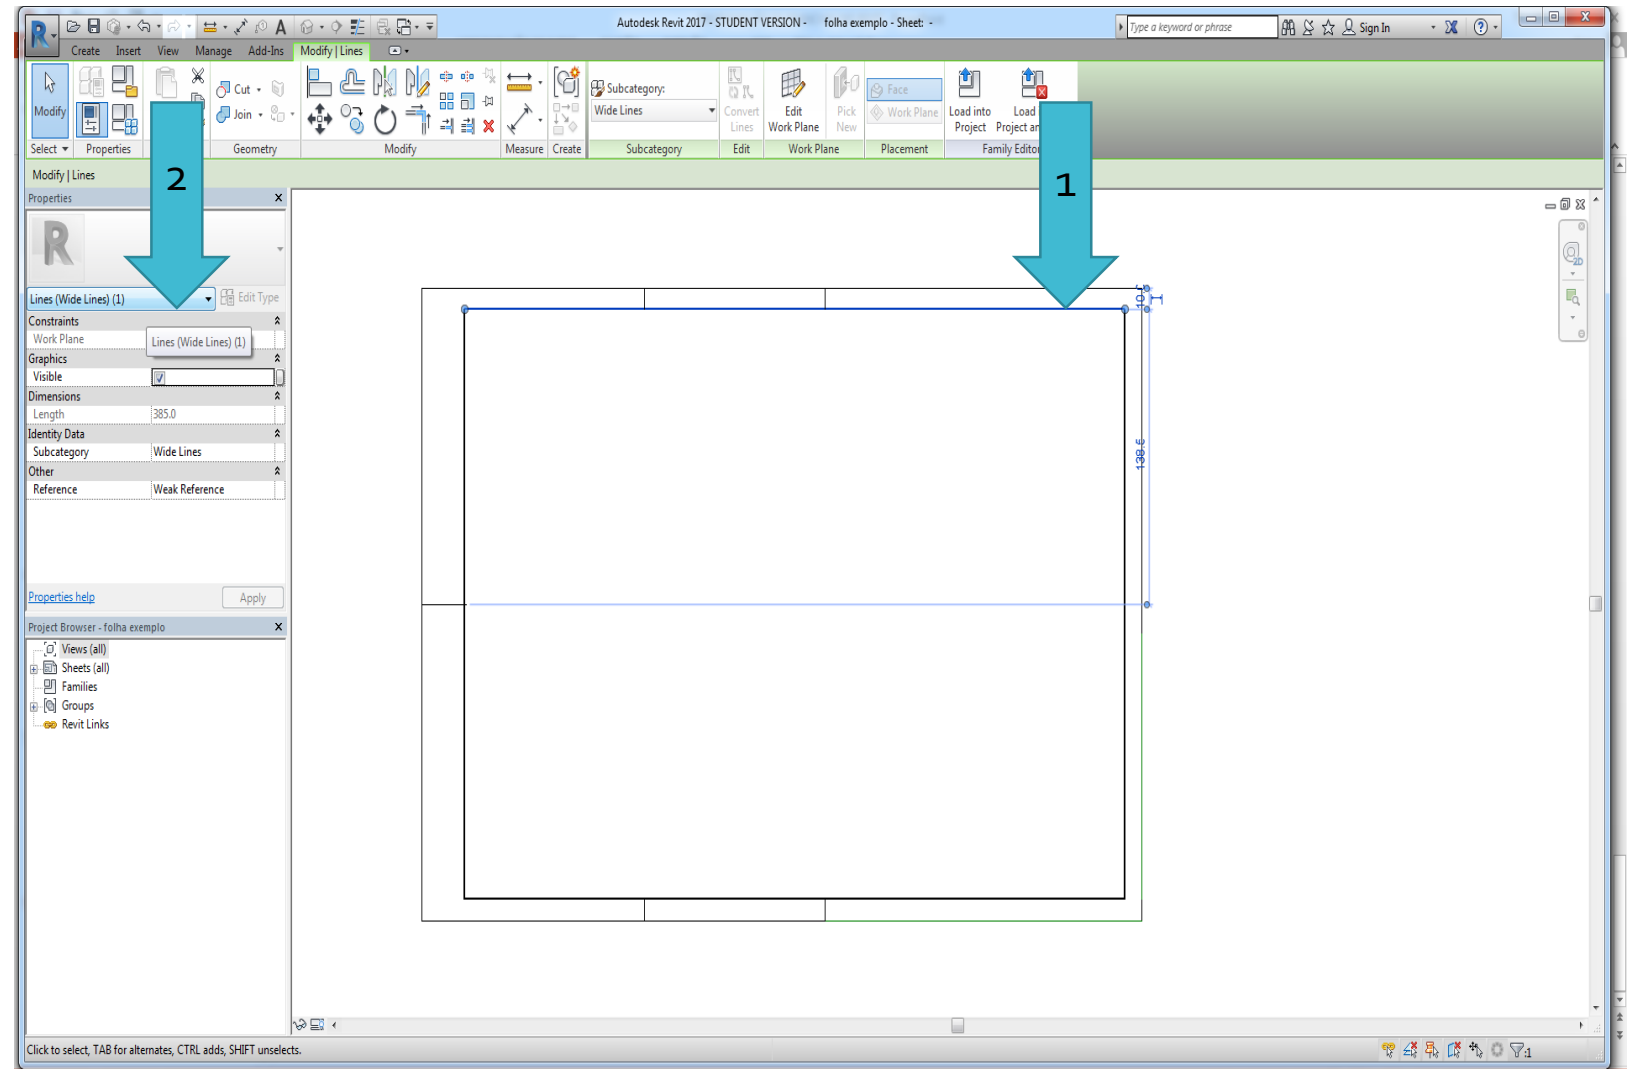 Autodesk Revit 2017 - STUDENT VERSION - folha exemplo - Sheet: -
Type a keyword or phrase
Sign In
Create Insert View Manage Add-Ins Modify | Lines
Modify
Cut
Join
Subcategory:
Wide Lines
Convert Lines
Edit Work Plane
Pick New
Face
Work Plane
Load into Project
Load
Project an
Select Properties Geometry Modify Measure Create Subcategory Edit Work Plane Placement Family Editor
Modify | Lines
2
1
Properties
Lines (Wide Lines) (1)
Edit Type
Constraints
Work Plane
Lines (Wide Lines) (1)
Graphics
Visible
Dimensions
Length 385.0
Identity Data
Subcategory Wide Lines
Other
Reference Weak Reference
Properties help
Apply
138.5
2D
Project Browser - folha exemplo
Views (all)
Sheets (all)
Families
Groups
Revit Links
Click to select, TAB for alternates, CTRL adds, SHIFT unselects.
:1